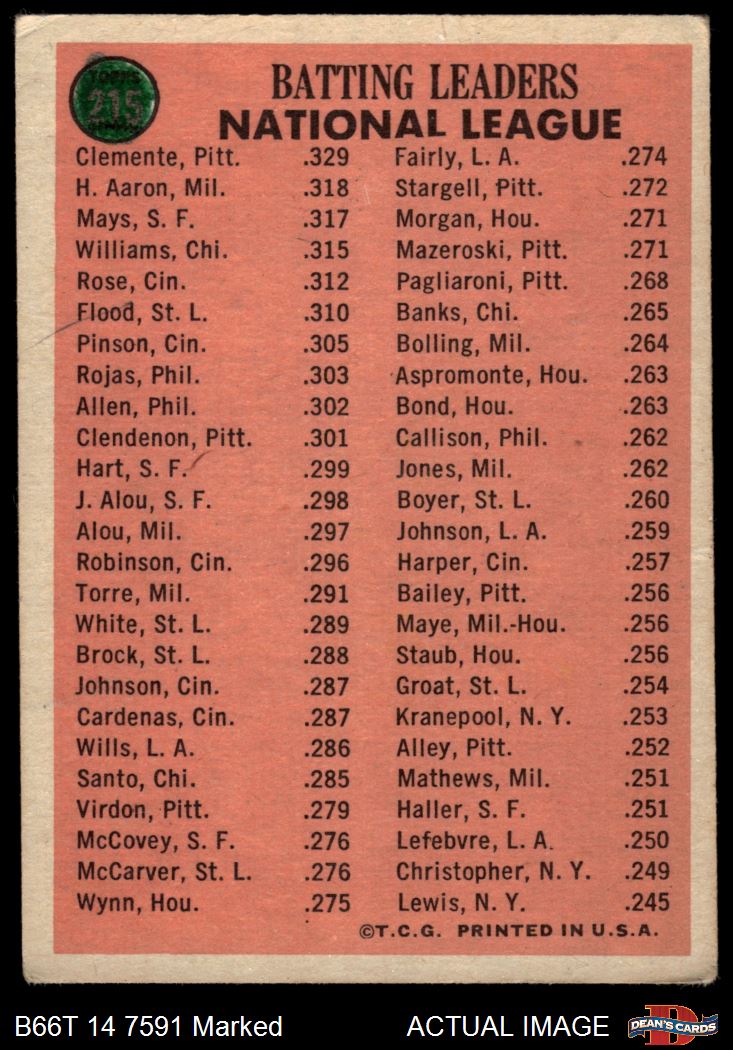 TOPPS
215
BATTING LEADERS
NATIONAL LEAGUE
Clemente, Pitt. .329
H. Aaron, Mil. .318
Mays, S. F. .317
Williams, Chi. .315
Rose, Cin. .312
Flood, St. L. .310
Pinson, Cin. .305
Rojas, Phil. .303
Allen, Phil. .302
Clendenon, Pitt. .301
Hart, S. F. .299
J. Alou, S. F. .298
Alou, Mil. .297
Robinson, Cin. .296
Torre, Mil. .291
White, St. L. .289
Brock, St. L. .288
Johnson, Cin. .287
Cardenas, Cin. .287
Wills, L. A. .286
Santo, Chi. .285
Virdon, Pitt. .279
McCovey, S. F. .276
McCarver, St. L. .276
Wynn, Hou. .275
Fairly, L. A. .274
Stargell, Pitt. .272
Morgan, Hou. .271
Mazeroski, Pitt. .271
Pagliaroni, Pitt. .268
Banks, Chi. .265
Bolling, Mil. .264
Aspromonte, Hou. .263
Bond, Hou. .263
Callison, Phil. .262
Jones, Mil. .262
Boyer, St. L. .260
Johnson, L. A. .259
Harper, Cin. .257
Bailey, Pitt. .256
Maye, Mil.-Hou. .256
Staub, Hou. .256
Groat, St. L. .254
Kranepool, N. Y. .253
Alley, Pitt. .252
Mathews, Mil. .251
Haller, S. F. .251
Lefebvre, L. A. .250
Christopher, N. Y. .249
Lewis, N. Y. .245
©T.C.G. PRINTED IN U.S.A.
B66T 14 7591 Marked ACTUAL IMAGE
DEAN'S CARDS